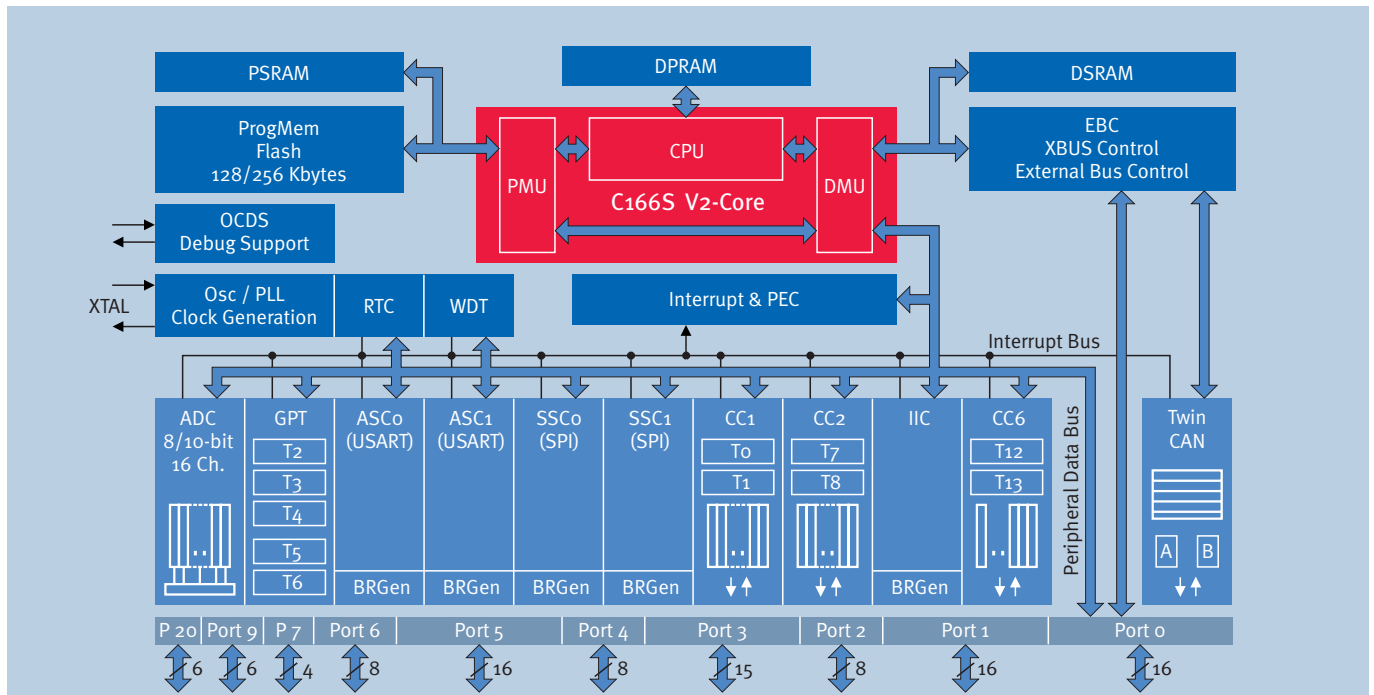 PSRAM
DPRAM
DSRAM
ProgMem
Flash
128/256 Kbytes
PMU
CPU
DMU
C166S V2-Core
EBC
XBUS Control
External Bus Control
OCDS
Debug Support
XTAL
Osc / PLL
Clock Generation
RTC
WDT
Interrupt & PEC
Interrupt Bus
ADC
8/10-bit
16 Ch.
GPT
T2
T3
T4
T5
T6
ASC0
(USART)
BRGen
ASC1
(USART)
BRGen
SSC0
(SPI)
BRGen
SSC1
(SPI)
BRGen
CC1
T0
T1
CC2
T7
T8
IIC
BRGen
CC6
T12
T13
Peripheral Data Bus
Twin
CAN
A
B
P 20
Port 9
P 7
Port 6
Port 5
Port 4
Port 3
Port 2
Port 1
Port 0
6
6
4
8
16
8
15
8
16
16